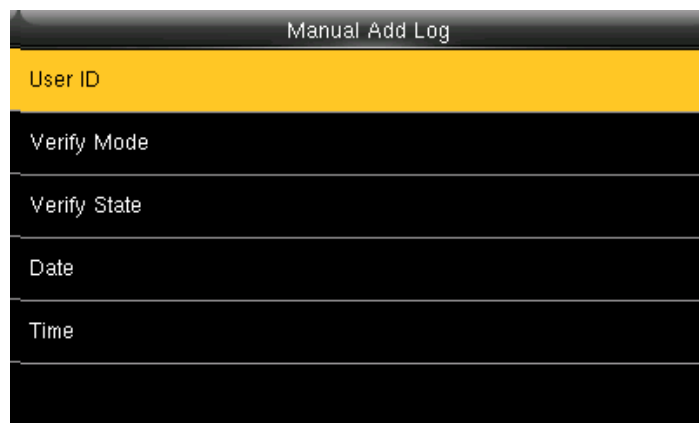 Manual Add Log
User ID
Verify Mode
Verify State
Date
Time